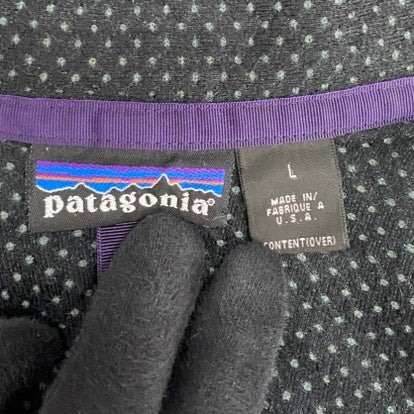 patagonia®
L
MADE IN/
FABRIQUE A
U.S.A.
CONTENT(OVER)